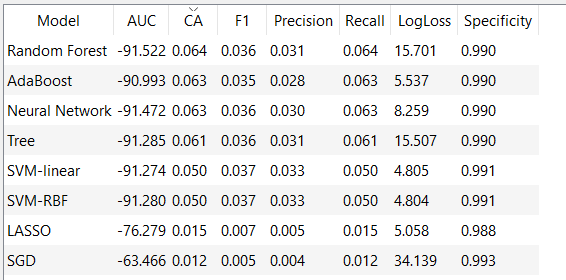 Model AUC CA F1 Precision Recall LogLoss Specificity
Random Forest -91.522 0.064 0.036 0.031 0.064 15.701 0.990
AdaBoost -90.993 0.063 0.035 0.028 0.063 5.537 0.990
Neural Network -91.472 0.063 0.036 0.030 0.063 8.259 0.990
Tree -91.285 0.061 0.036 0.031 0.061 15.507 0.990
SVM-linear -91.274 0.050 0.037 0.033 0.050 4.805 0.991
SVM-RBF -91.280 0.050 0.037 0.033 0.050 4.804 0.991
LASSO -76.279 0.015 0.007 0.005 0.015 5.058 0.988
SGD -63.466 0.012 0.005 0.004 0.012 34.139 0.993